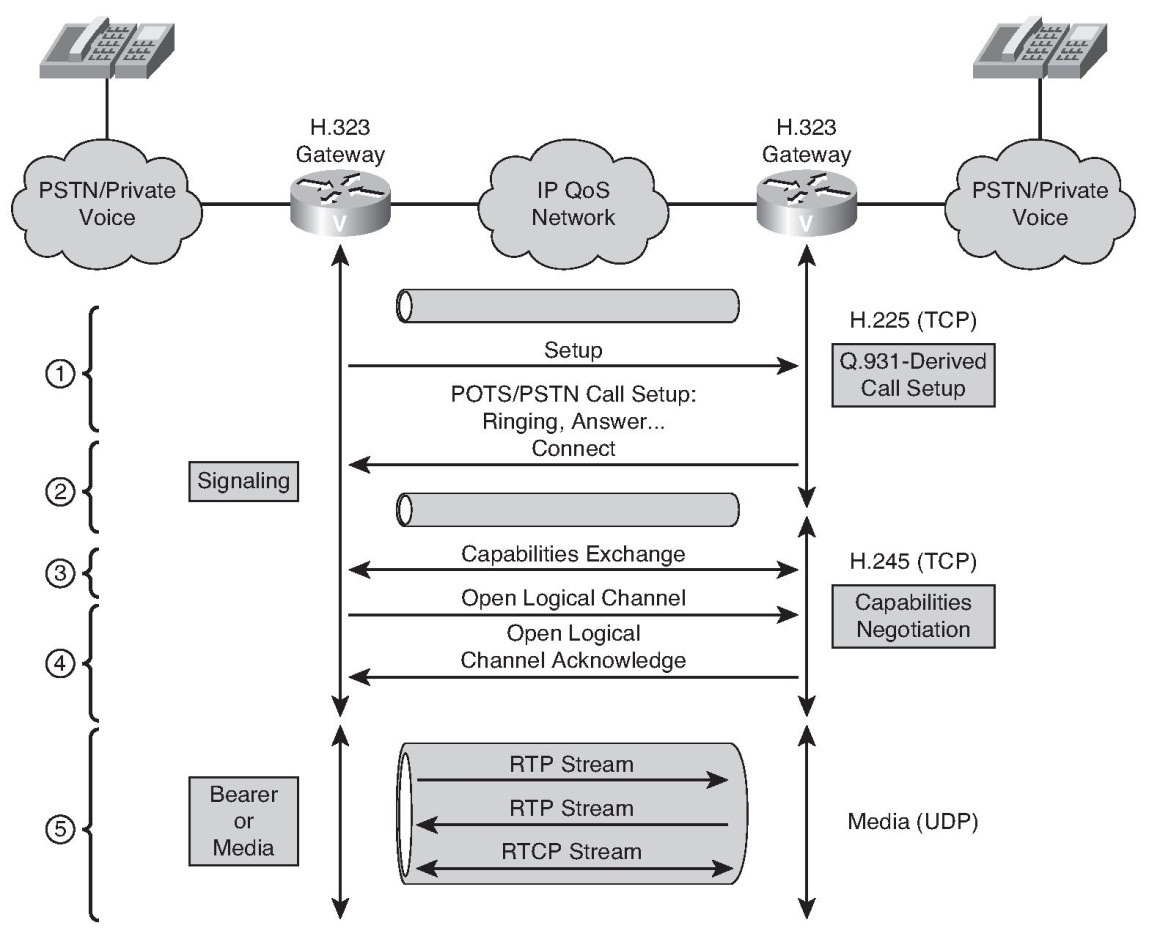 H.323
Gateway
H.323
Gateway
PSTN/Private
Voice
IP QoS
Network
PSTN/Private
Voice
V
V
H.225 (TCP)
1
Setup
Q.931-Derived
Call Setup
POTS/PSTN Call Setup:
Ringing, Answer...
Connect
2
Signaling
3
Capabilities Exchange
H.245 (TCP)
Open Logical Channel
Capabilities
Negotiation
4
Open Logical
Channel Acknowledge
5
Bearer
or
Media
RTP Stream
RTP Stream
RTCP Stream
Media (UDP)